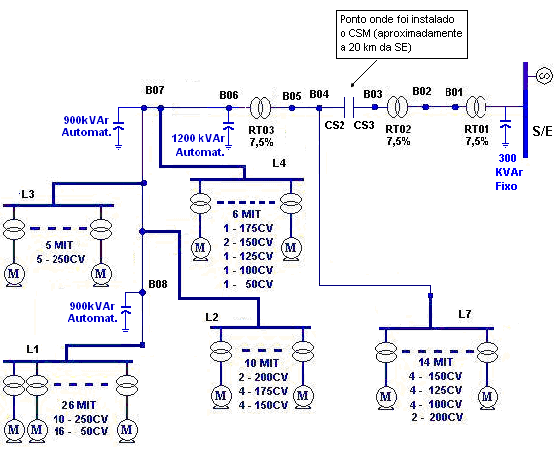 Ponto onde foi instalado
o CSM (aproximadamente
a 20 km da SE)
B07
B06
B05
B04
B03
B02
B01
S
900kVAr
Automat.
1200 kVAr
Automat.
RT03
7,5%
CS2
CS3
RT02
7,5%
RT01
7,5%
S/E
300
KVAr
Fixo
L3
L4
M
M
5 MIT
5 - 250CV
6 MIT
1 - 175CV
2 - 150CV
1 - 125CV
1 - 100CV
1 - 50CV
M
M
B08
900kVAr
Automat.
L1
L2
L7
M
M
M
26 MIT
10 - 250CV
16 - 50CV
M
M
10 MIT
2 - 200CV
4 - 175CV
4 - 150CV
M
M
14 MIT
4 - 150CV
4 - 125CV
4 - 100CV
2 - 200CV